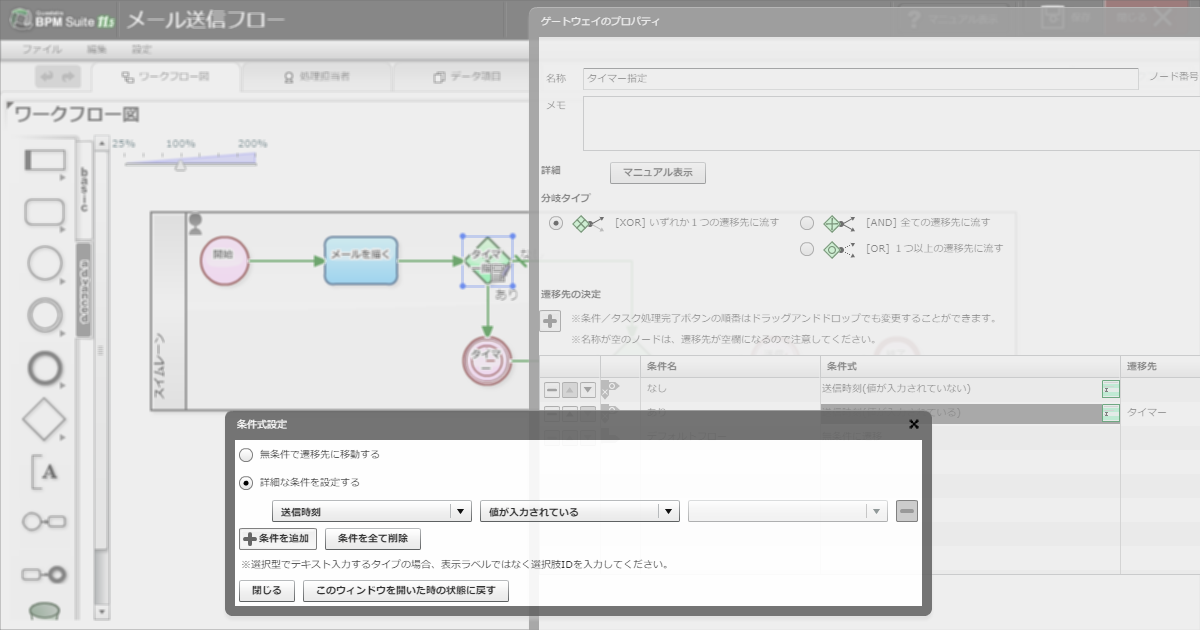 BPM Suite 11s メール送信フロー
ファイル 編集 設定
ワークフロー図 処理担当者 データ項目
ワークフロー図
25% 100% 200%
basic
advanced
スイムレーン
開始
メールを描く
タイマ
あり
タイマ
ゲートウェイのプロパティ
マニュアル表示
名称 タイマー指定 ノード番号
メモ
詳細 マニュアル表示
分岐タイプ
[XOR] いずれか１つの遷移先に流す [AND] 全ての遷移先に流す
[OR] １つ以上の遷移先に流す
遷移先の決定
※条件／タスク処理完了ボタンの順番はドラッグアンドドロップでも変更することができます。
※名称が空のノードは、遷移先が空欄になるので注意してください。
条件名 条件式 遷移先
なし 送信時刻(値が入力されていない)
タイマー
条件式設定
無条件で遷移先に移動する
詳細な条件を設定する
送信時刻 値が入力されている
条件を追加 条件を全て削除
※選択型でテキスト入力するタイプの場合、表示ラベルではなく選択肢IDを入力してください。
閉じる このウィンドウを開いた時の状態に戻す